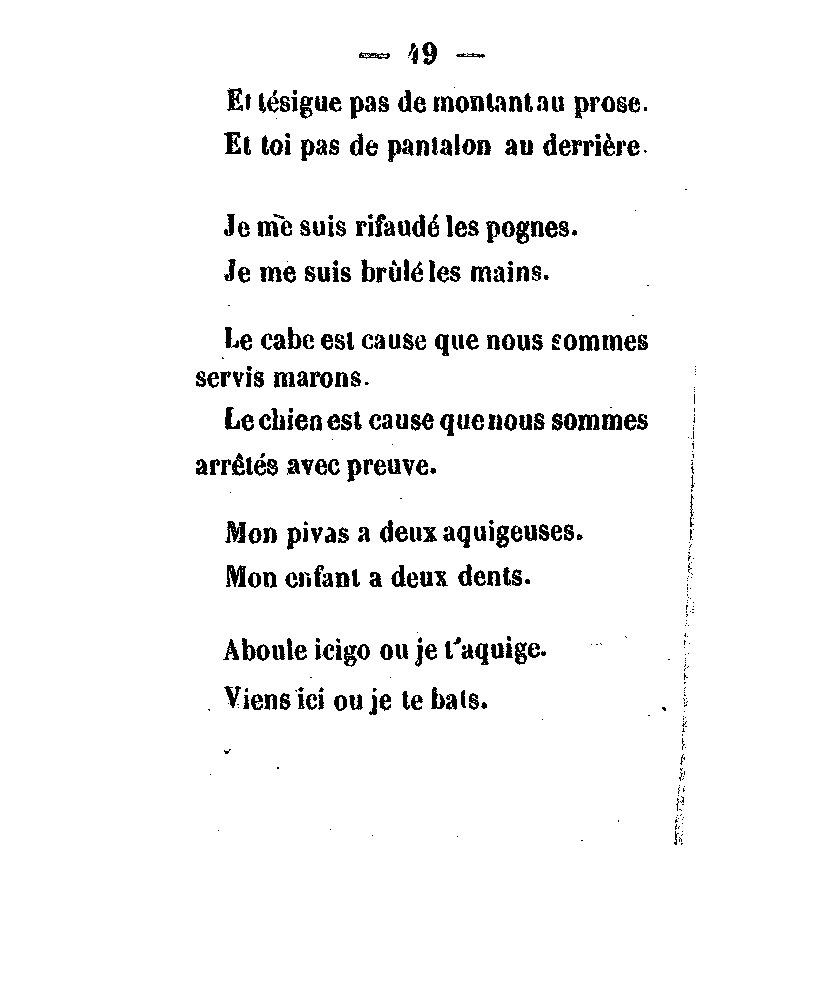 — 49 —
Et tésigue pas de montant au prose.
Et toi pas de pantalon au derrière.
Je me suis rifaudé les pognes.
Je me suis brûlé les mains.
Le cabe est cause que nous sommes
servis marons.
Le chien est cause que nous sommes
arrêtés avec preuve.
Mon pivas a deux aquigeuses.
Mon enfant a deux dents.
Aboule icigo ou je t'aquige.
Viens ici ou je te bats.